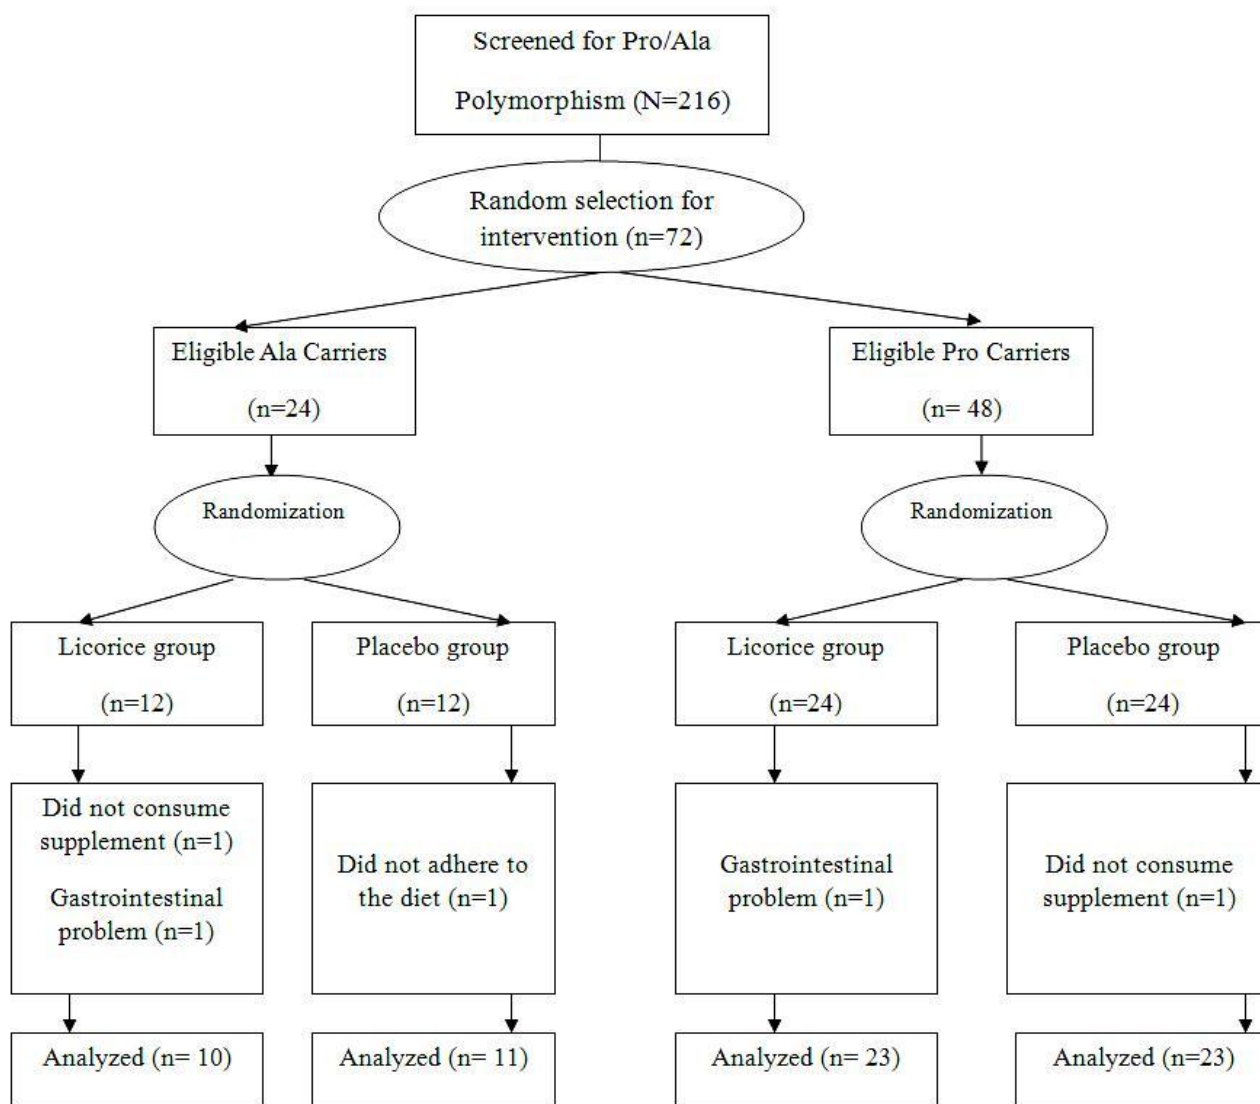 Screened for Pro/Ala
Polymorphism (N=216)
Random selection for
intervention (n=72)
Eligible Ala Carriers
(n=24)
Eligible Pro Carriers
(n= 48)
Randomization
Randomization
Licorice group
(n=12)
Placebo group
(n=12)
Licorice group
(n=24)
Placebo group
(n=24)
Did not consume
supplement (n=1)
Gastrointestinal
problem (n=1)
Did not adhere to
the diet (n=1)
Gastrointestinal
problem (n=1)
Did not consume
supplement (n=1)
Analyzed (n= 10)
Analyzed (n= 11)
Analyzed (n= 23)
Analyzed (n=23)